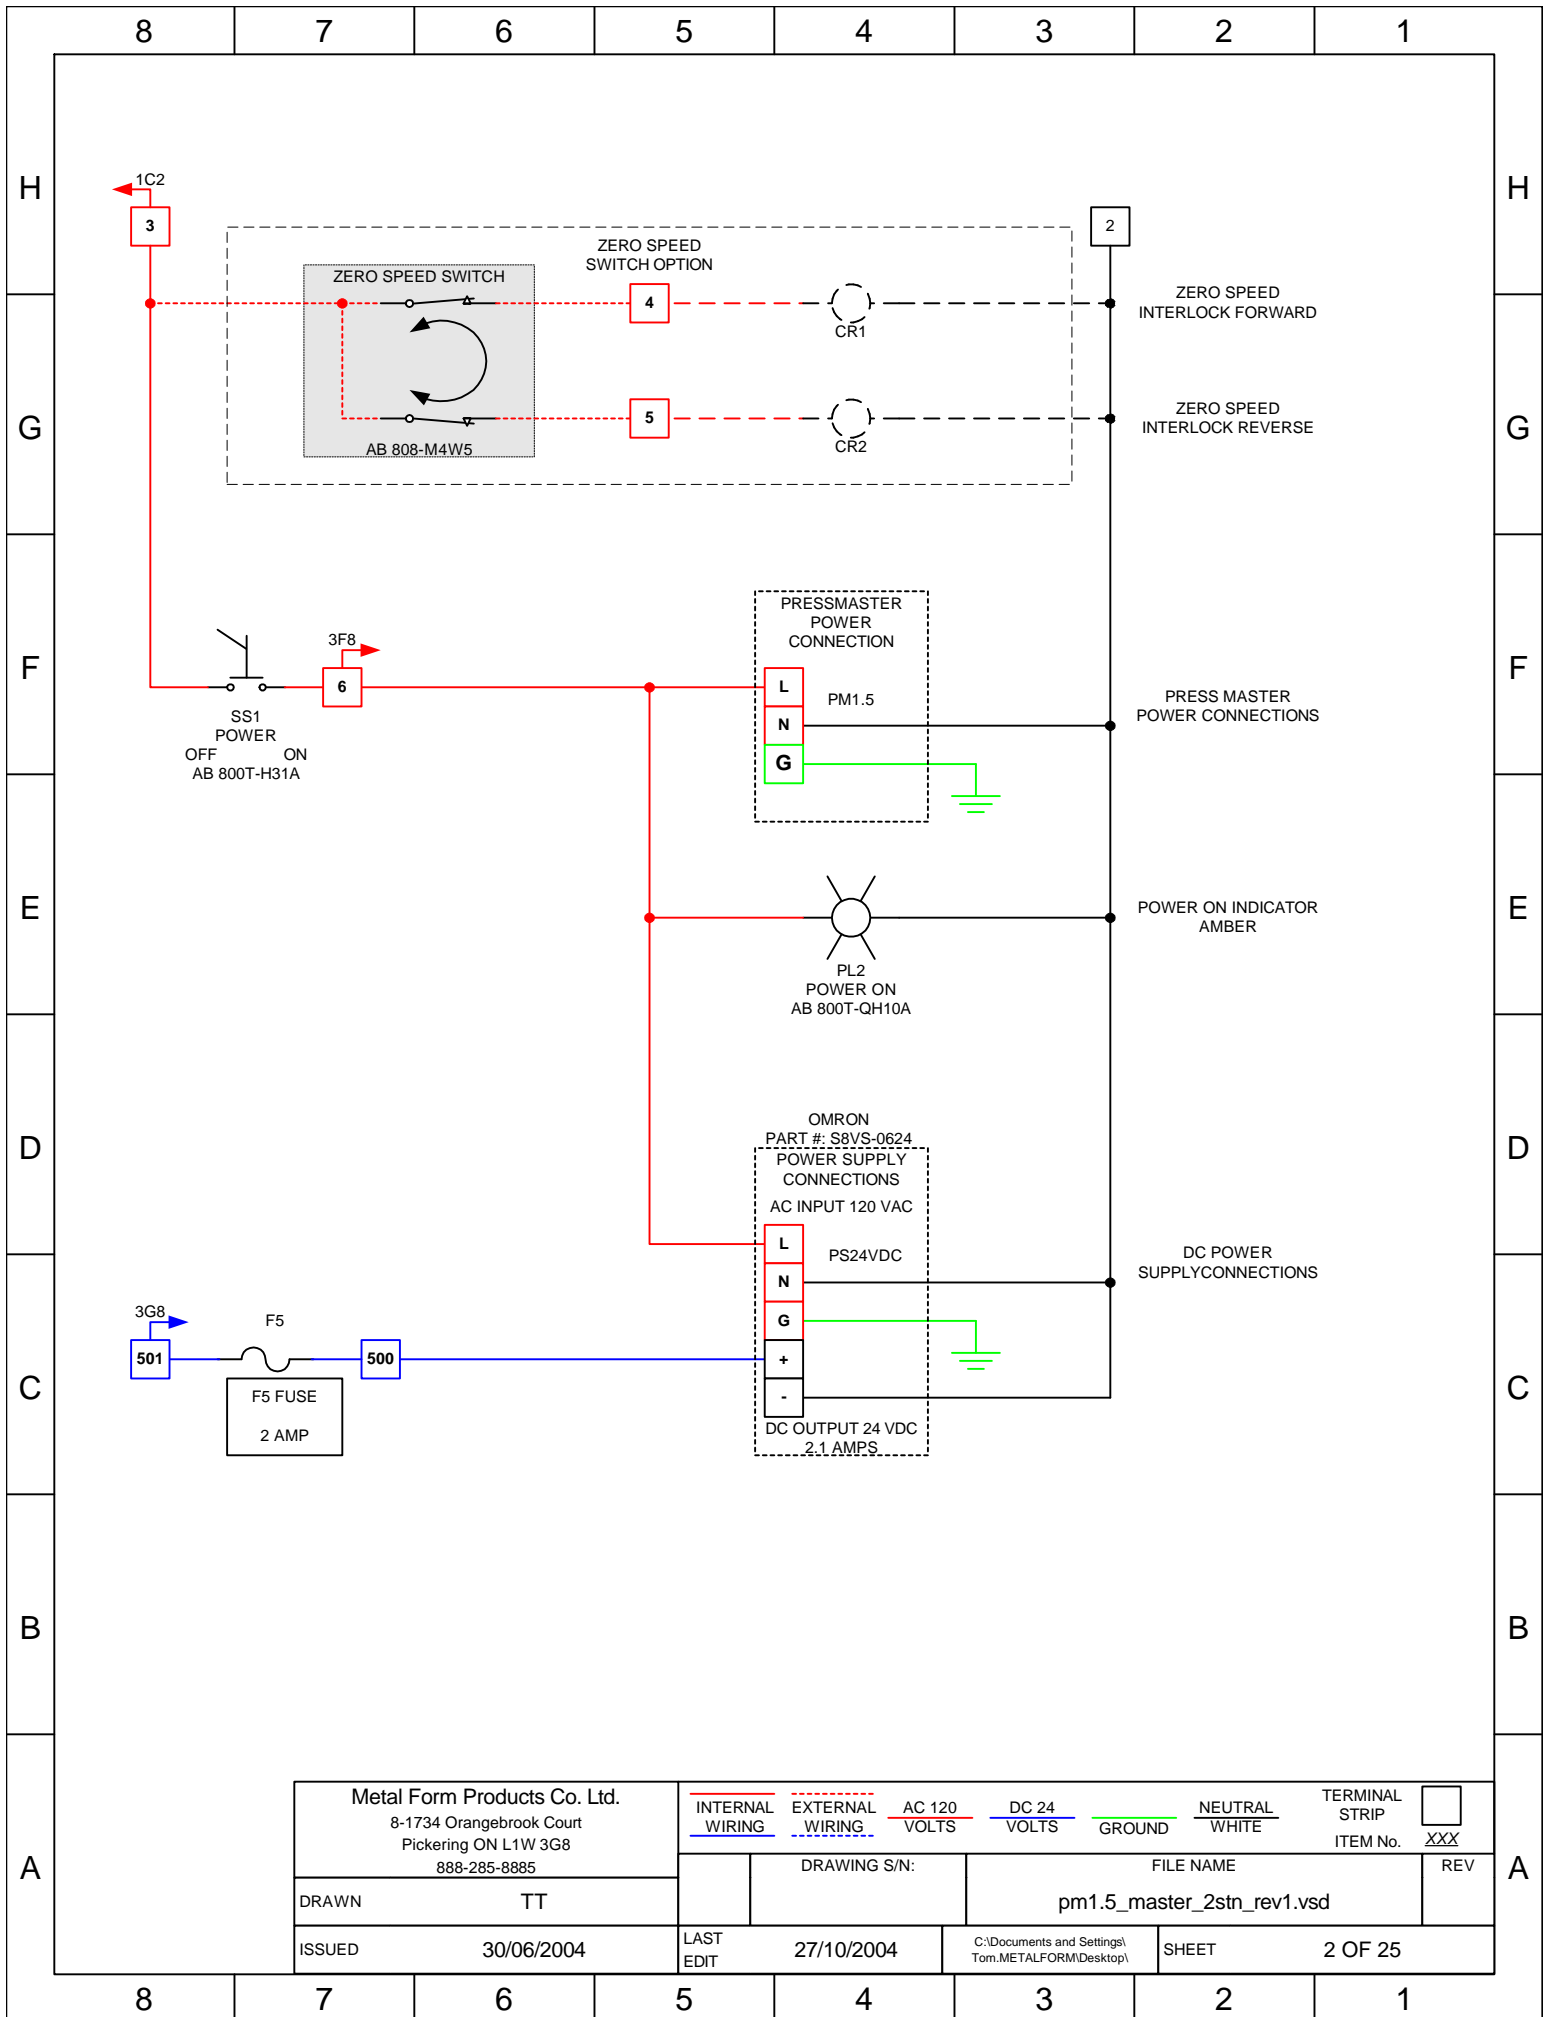 8 7 6 5 4 3 2 1
H H
1C2
3
2
ZERO SPEED
SWITCH OPTION
ZERO SPEED SWITCH
4
CR1
ZERO SPEED
INTERLOCK FORWARD
G G
5
CR2
AB 808-M4W5
ZERO SPEED
INTERLOCK REVERSE
F F
PRESSMASTER
POWER
CONNECTION
3F8
6
L
PM1.5
N
G
SS1
POWER
OFF ON
AB 800T-H31A
PRESS MASTER
POWER CONNECTIONS
E E
PL2
POWER ON
AB 800T-QH10A
POWER ON INDICATOR
AMBER
D D
OMRON
PART #: S8VS-0624
POWER SUPPLY
CONNECTIONS
AC INPUT 120 VAC
L
PS24VDC
N
G
+
-
DC OUTPUT 24 VDC
2.1 AMPS
DC POWER
SUPPLYCONNECTIONS
C C
3G8
F5
501
500
F5 FUSE
2 AMP
B B
A A
Metal Form Products Co. Ltd.
8-1734 Orangebrook Court
Pickering ON L1W 3G8
888-285-8885
INTERNAL
WIRING
EXTERNAL
WIRING
AC 120
VOLTS
DC 24
VOLTS
GROUND
NEUTRAL
WHITE
TERMINAL
STRIP
ITEM No. XXX
DRAWING S/N:
FILE NAME
REV
DRAWN TT
pm1.5_master_2stn_rev1.vsd
ISSUED 30/06/2004
LAST
EDIT
27/10/2004
C:\Documents and Settings\
Tom.METALFORM\Desktop\
SHEET 2 OF 25
8 7 6 5 4 3 2 1